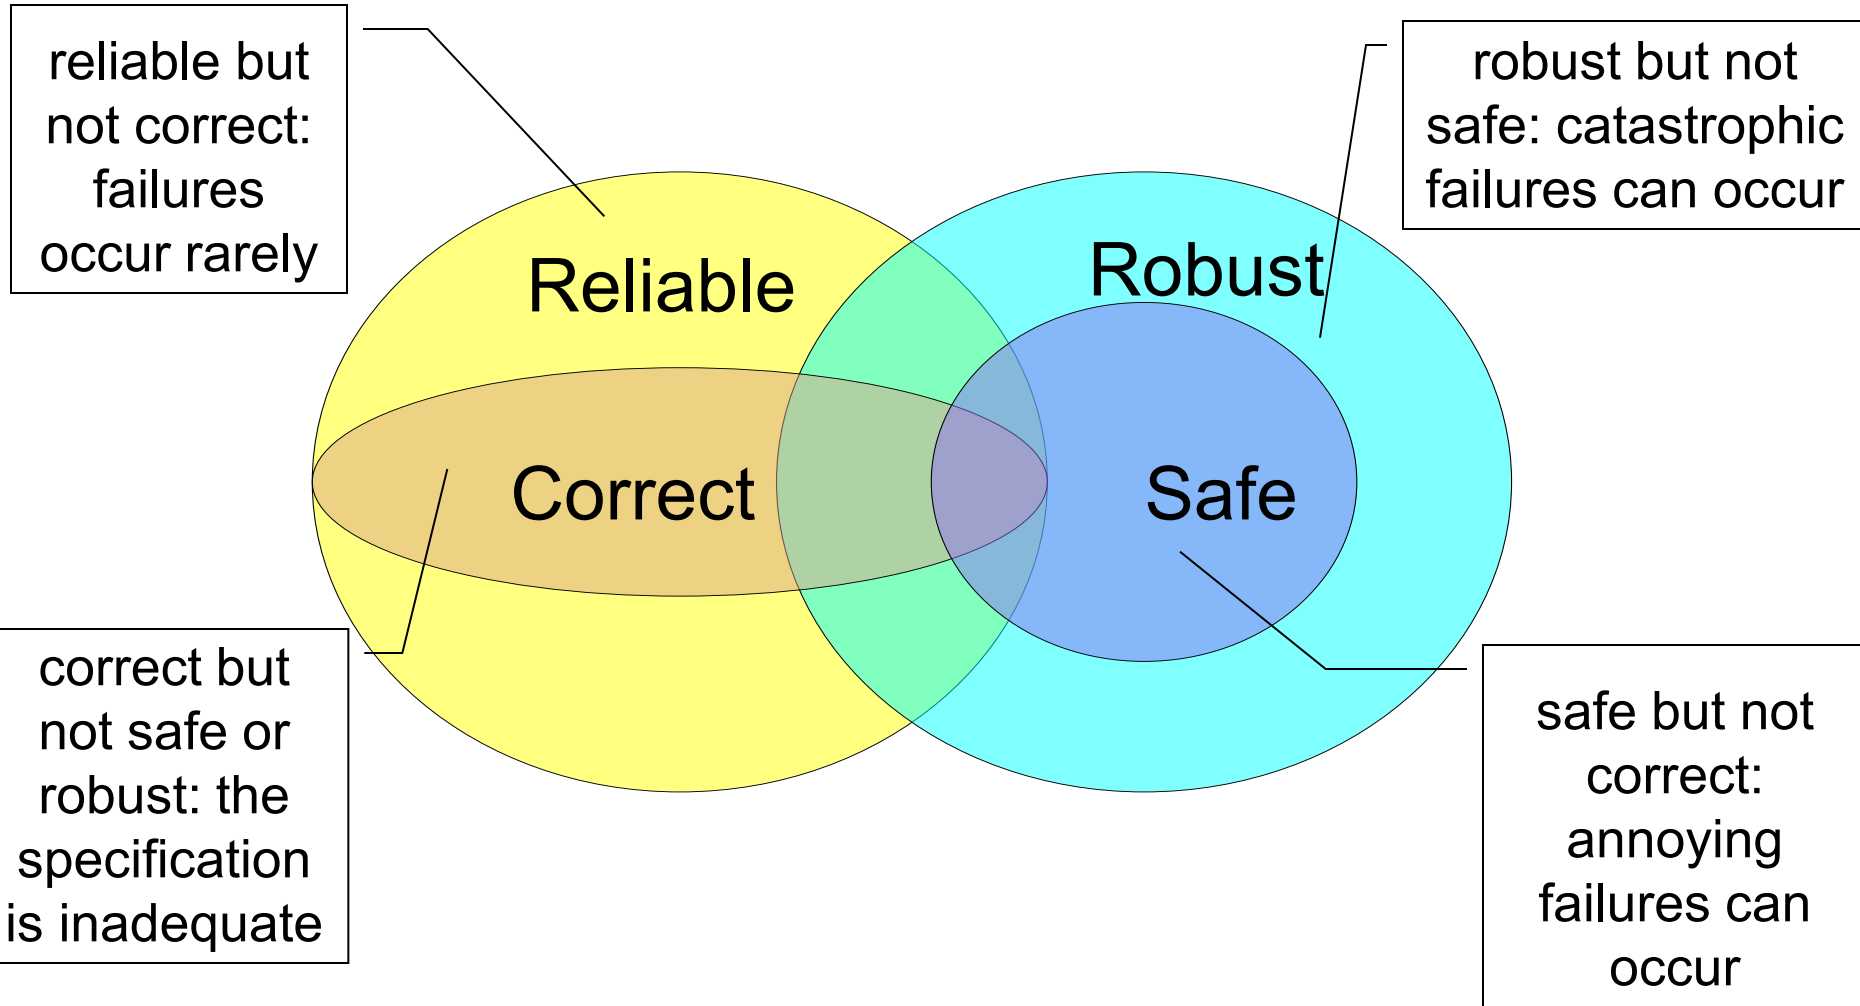 reliable but
not correct:
failures
occur rarely
robust but not
safe: catastrophic
failures can occur
Reliable
Robust
Correct
Safe
correct but
not safe or
robust: the
specification
is inadequate
safe but not
correct:
annoying
failures can
occur